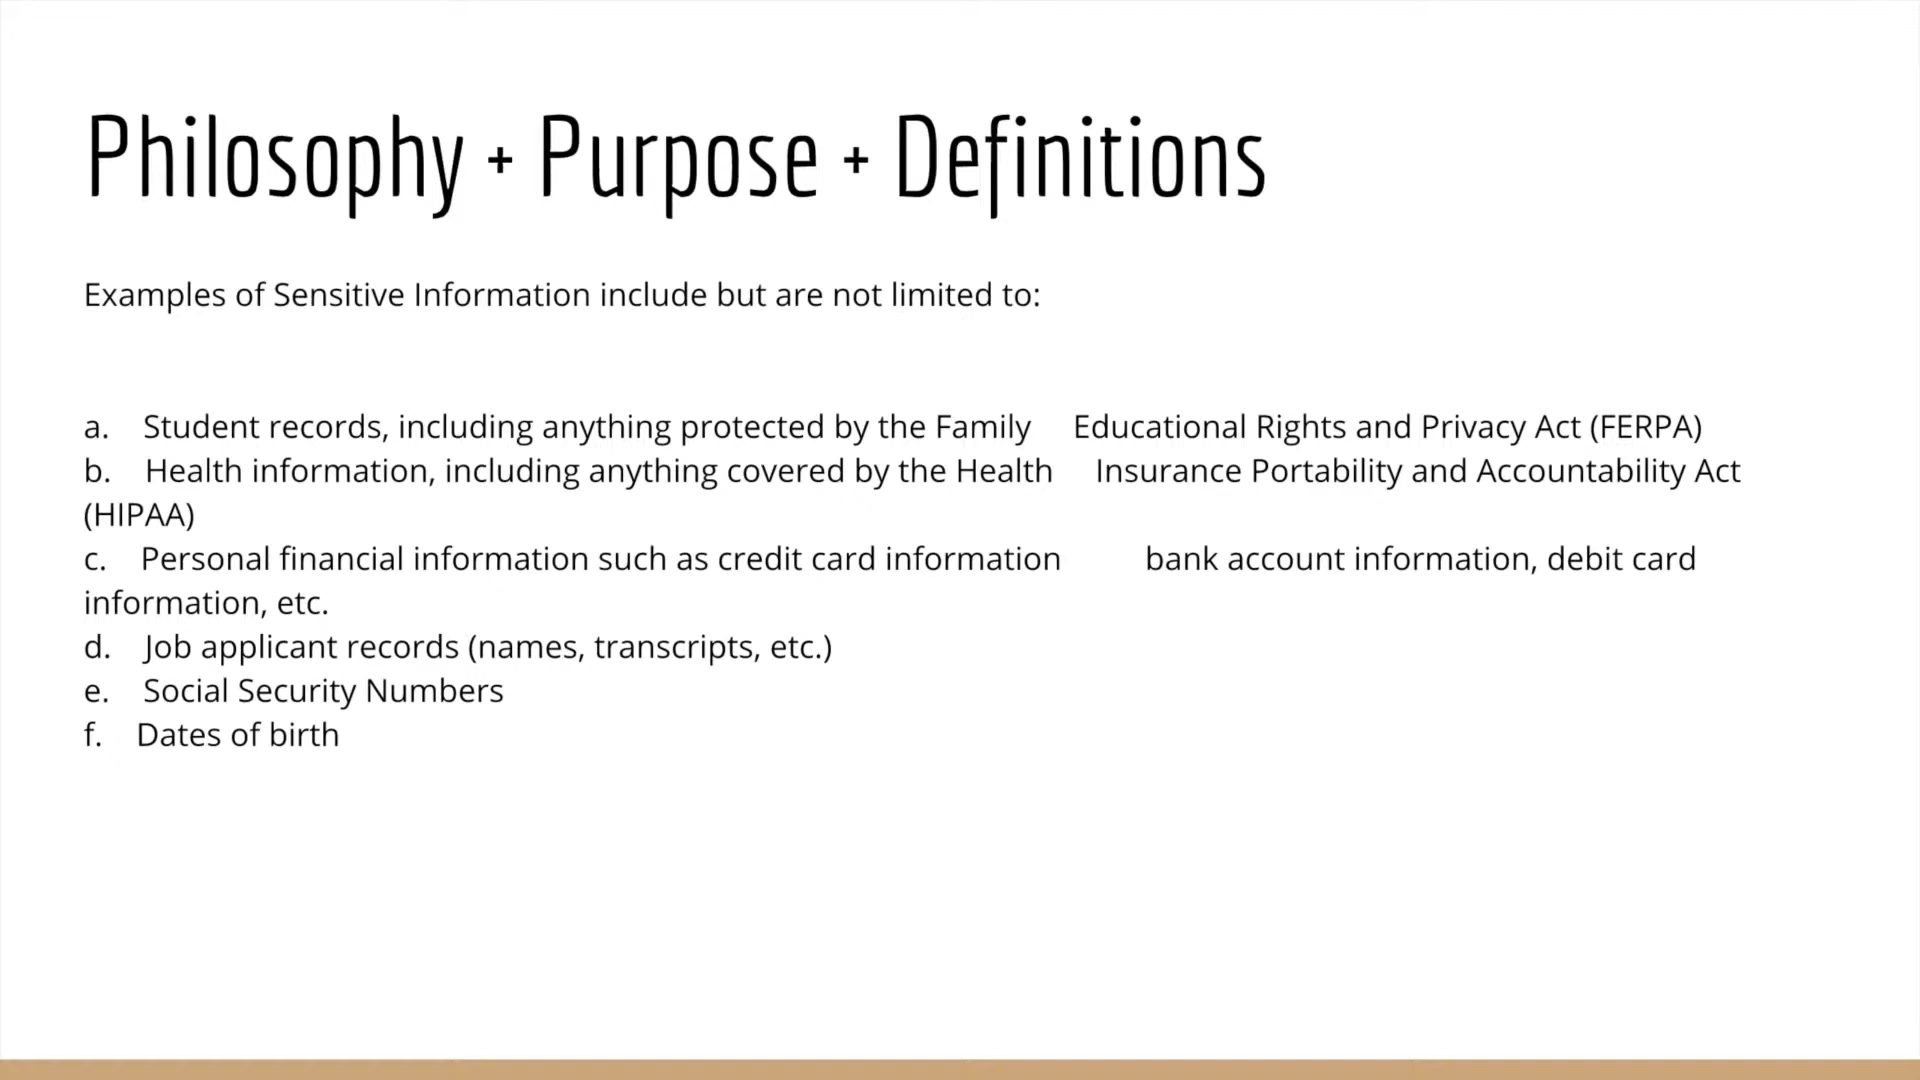 Philosophy + Purpose + Definitions
Examples of Sensitive Information include but are not limited to:
a. Student records, including anything protected by the Family Educational Rights and Privacy Act (FERPA)
b. Health information, including anything covered by the Health Insurance Portability and Accountability Act
(HIPAA)
c. Personal financial information such as credit card information bank account information, debit card
information, etc.
d. Job applicant records (names, transcripts, etc.)
e. Social Security Numbers
f. Dates of birth